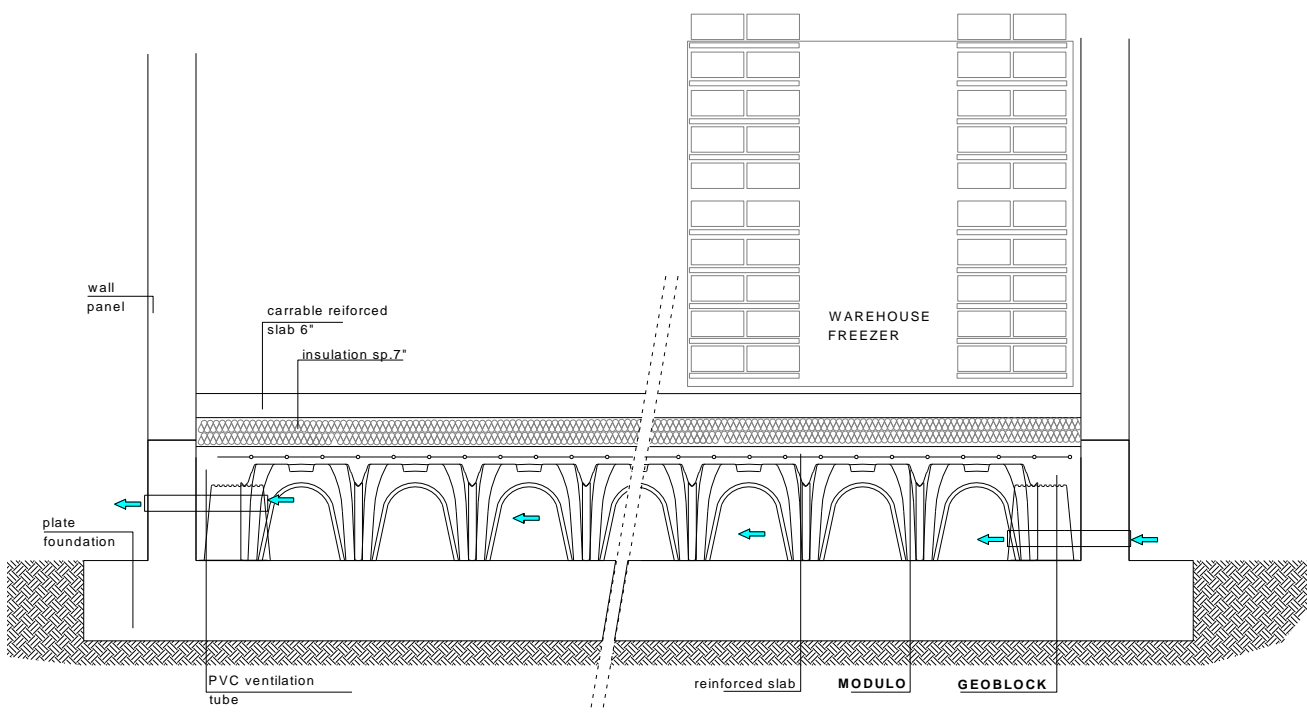 WAREHOUSE
FREEZER
wall
panel
carrable reiforced
slab 6"
insulation sp.7"
plate
foundation
PVC ventilation
tube
reinforced slab
MODULO
GEOBLOCK